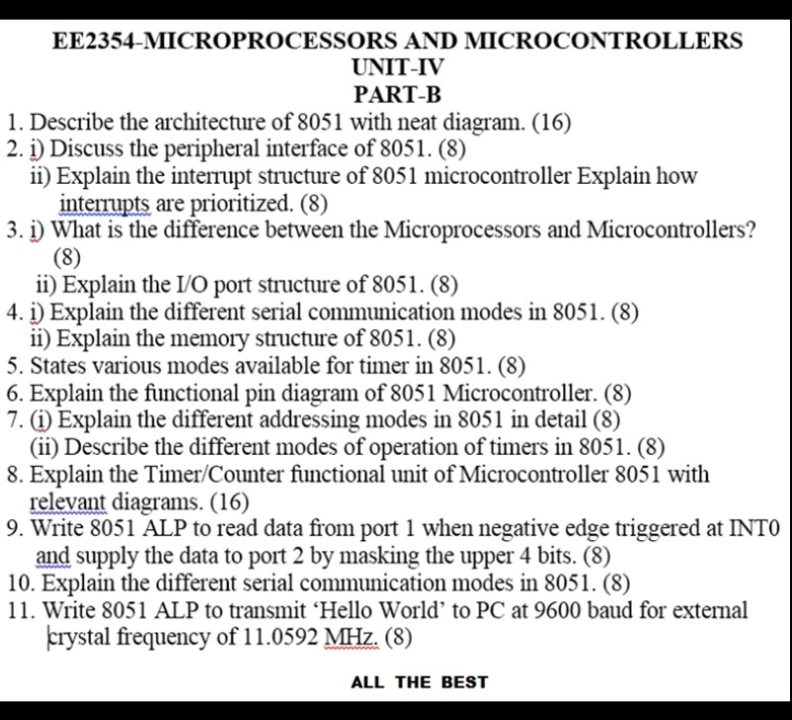 EE2354-MICROPROCESSORS AND MICROCONTROLLERS
UNIT-IV
PART-B
1. Describe the architecture of 8051 with neat diagram. (16)
2. i) Discuss the peripheral interface of 8051. (8)
ii) Explain the interrupt structure of 8051 microcontroller Explain how
interrupts are prioritized. (8)
3. i) What is the difference between the Microprocessors and Microcontrollers?
(8)
ii) Explain the I/O port structure of 8051. (8)
4. i) Explain the different serial communication modes in 8051. (8)
ii) Explain the memory structure of 8051. (8)
5. States various modes available for timer in 8051. (8)
6. Explain the functional pin diagram of 8051 Microcontroller. (8)
7. (i) Explain the different addressing modes in 8051 in detail (8)
(ii) Describe the different modes of operation of timers in 8051. (8)
8. Explain the Timer/Counter functional unit of Microcontroller 8051 with
relevant diagrams. (16)
9. Write 8051 ALP to read data from port 1 when negative edge triggered at INT0
and supply the data to port 2 by masking the upper 4 bits. (8)
10. Explain the different serial communication modes in 8051. (8)
11. Write 8051 ALP to transmit ‘Hello World’ to PC at 9600 baud for external
crystal frequency of 11.0592 MHz. (8)
ALL THE BEST